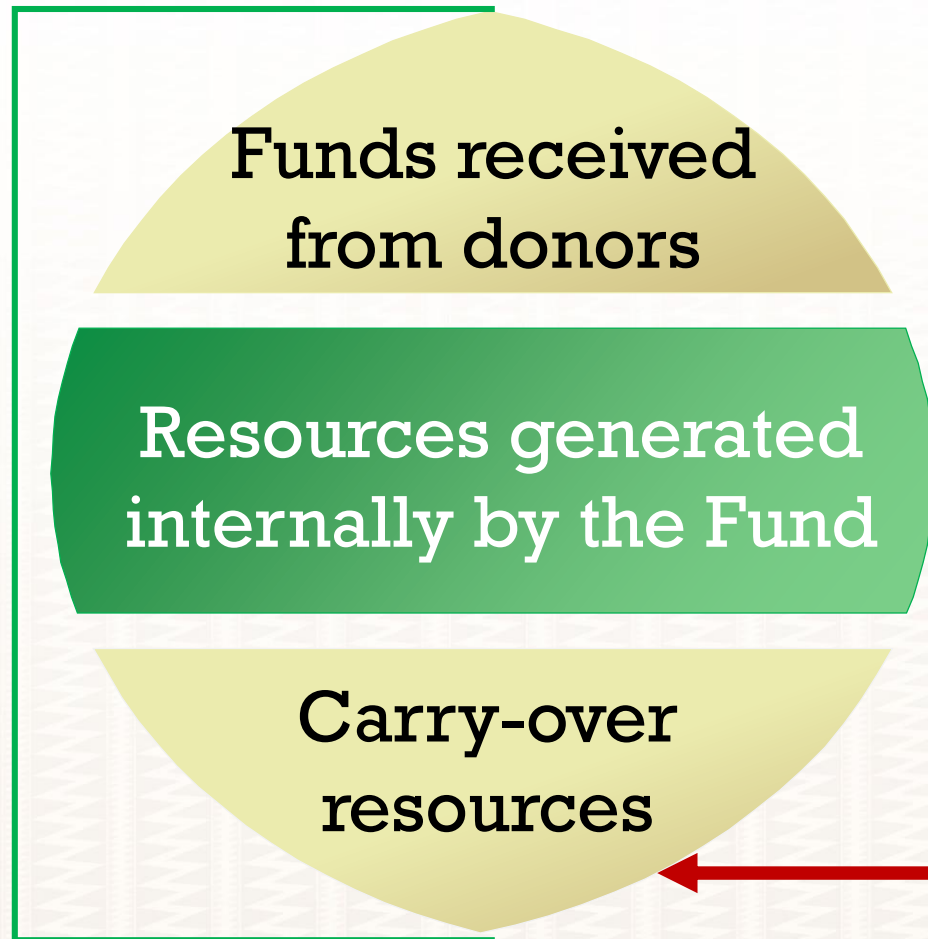 Funds received
from donors
Resources generated
internally by the Fund
Carry-over
resources